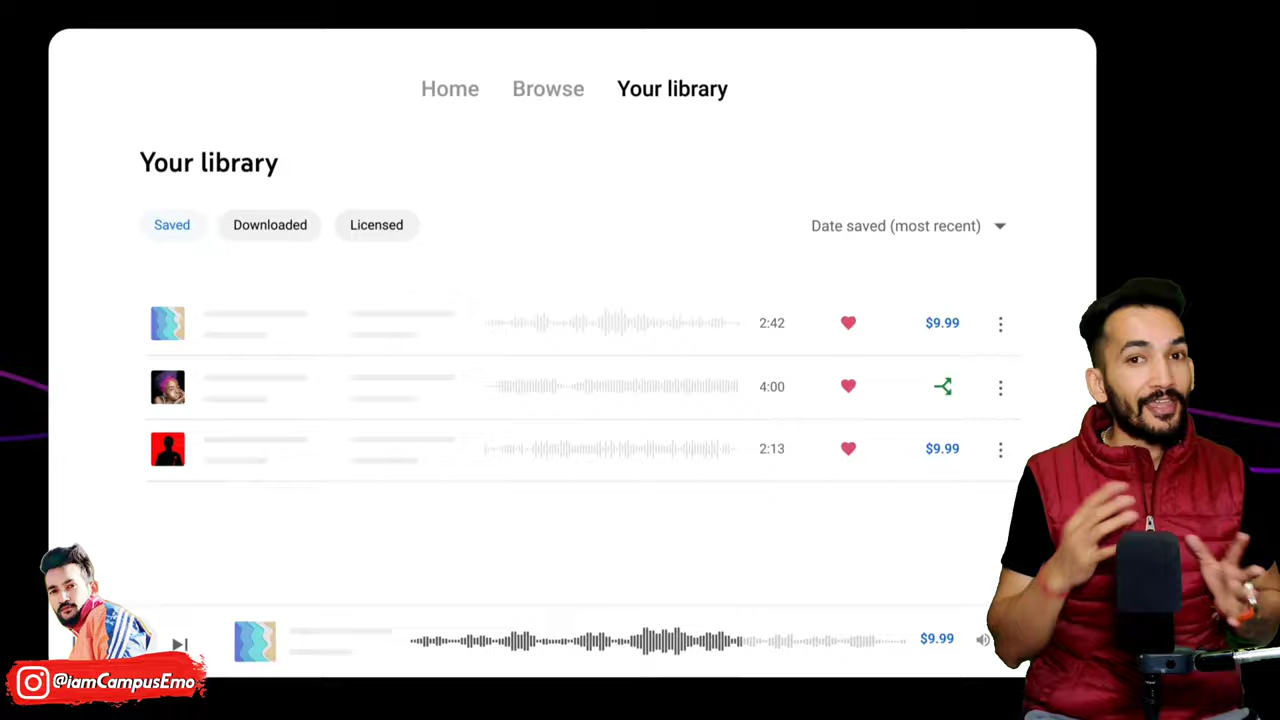 Home Browse Your library
Your library
Saved Downloaded Licensed
Date saved (most recent)
2:42 $9.99
4:00
2:13 $9.99
$9.99
@iamCampusEmo